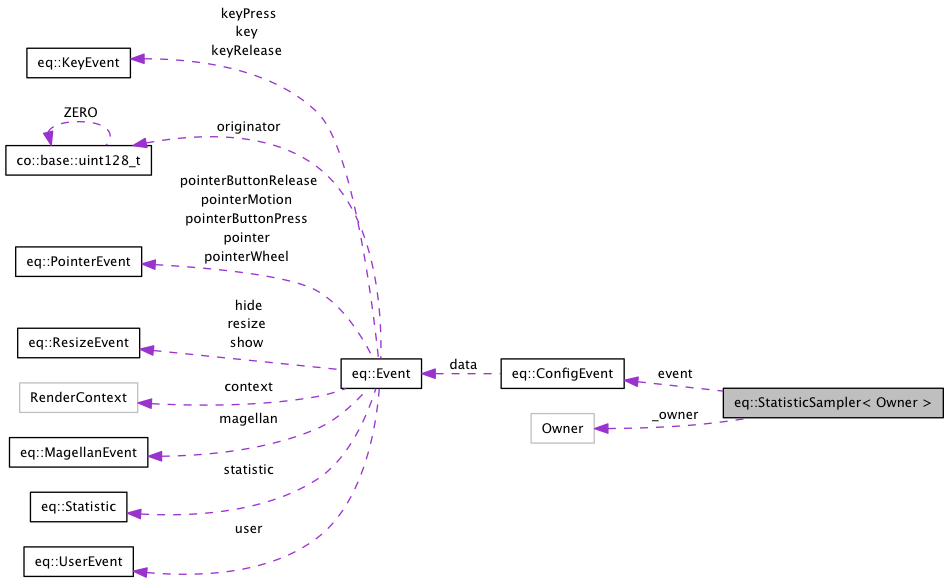 keyPress
key
keyRelease
eq::KeyEvent
ZERO
originator
co::base::uint128_t
pointerButtonRelease
pointerMotion
pointerButtonPress
pointer
pointerWheel
eq::PointerEvent
hide
resize
show
eq::ResizeEvent
data
event
eq::Event
eq::ConfigEvent
context
RenderContext
eq::StatisticSampler< Owner >
magellan
_owner
Owner
eq::MagellanEvent
statistic
eq::Statistic
user
eq::UserEvent